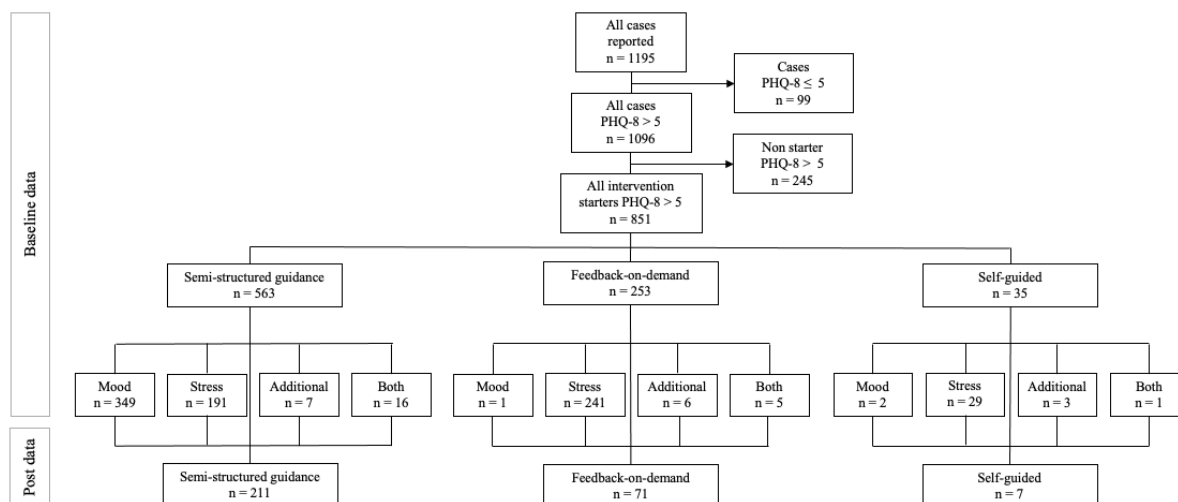 All cases
reported
n = 1195
Cases
PHQ-8 ≤ 5
n = 99
All cases
PHQ-8 > 5
n = 1096
Non starter
PHQ-8 > 5
n = 245
All intervention
starters PHQ-8 > 5
n = 851
Baseline data
Semi-structured guidance
n = 563
Feedback-on-demand
n = 253
Self-guided
n = 35
Mood
n = 349
Stress
n = 191
Additional
n = 7
Both
n = 16
Mood
n = 1
Stress
n = 241
Additional
n = 6
Both
n = 5
Mood
n = 2
Stress
n = 29
Additional
n = 3
Both
n = 1
Post data
Semi-structured guidance
n = 211
Feedback-on-demand
n = 71
Self-guided
n = 7